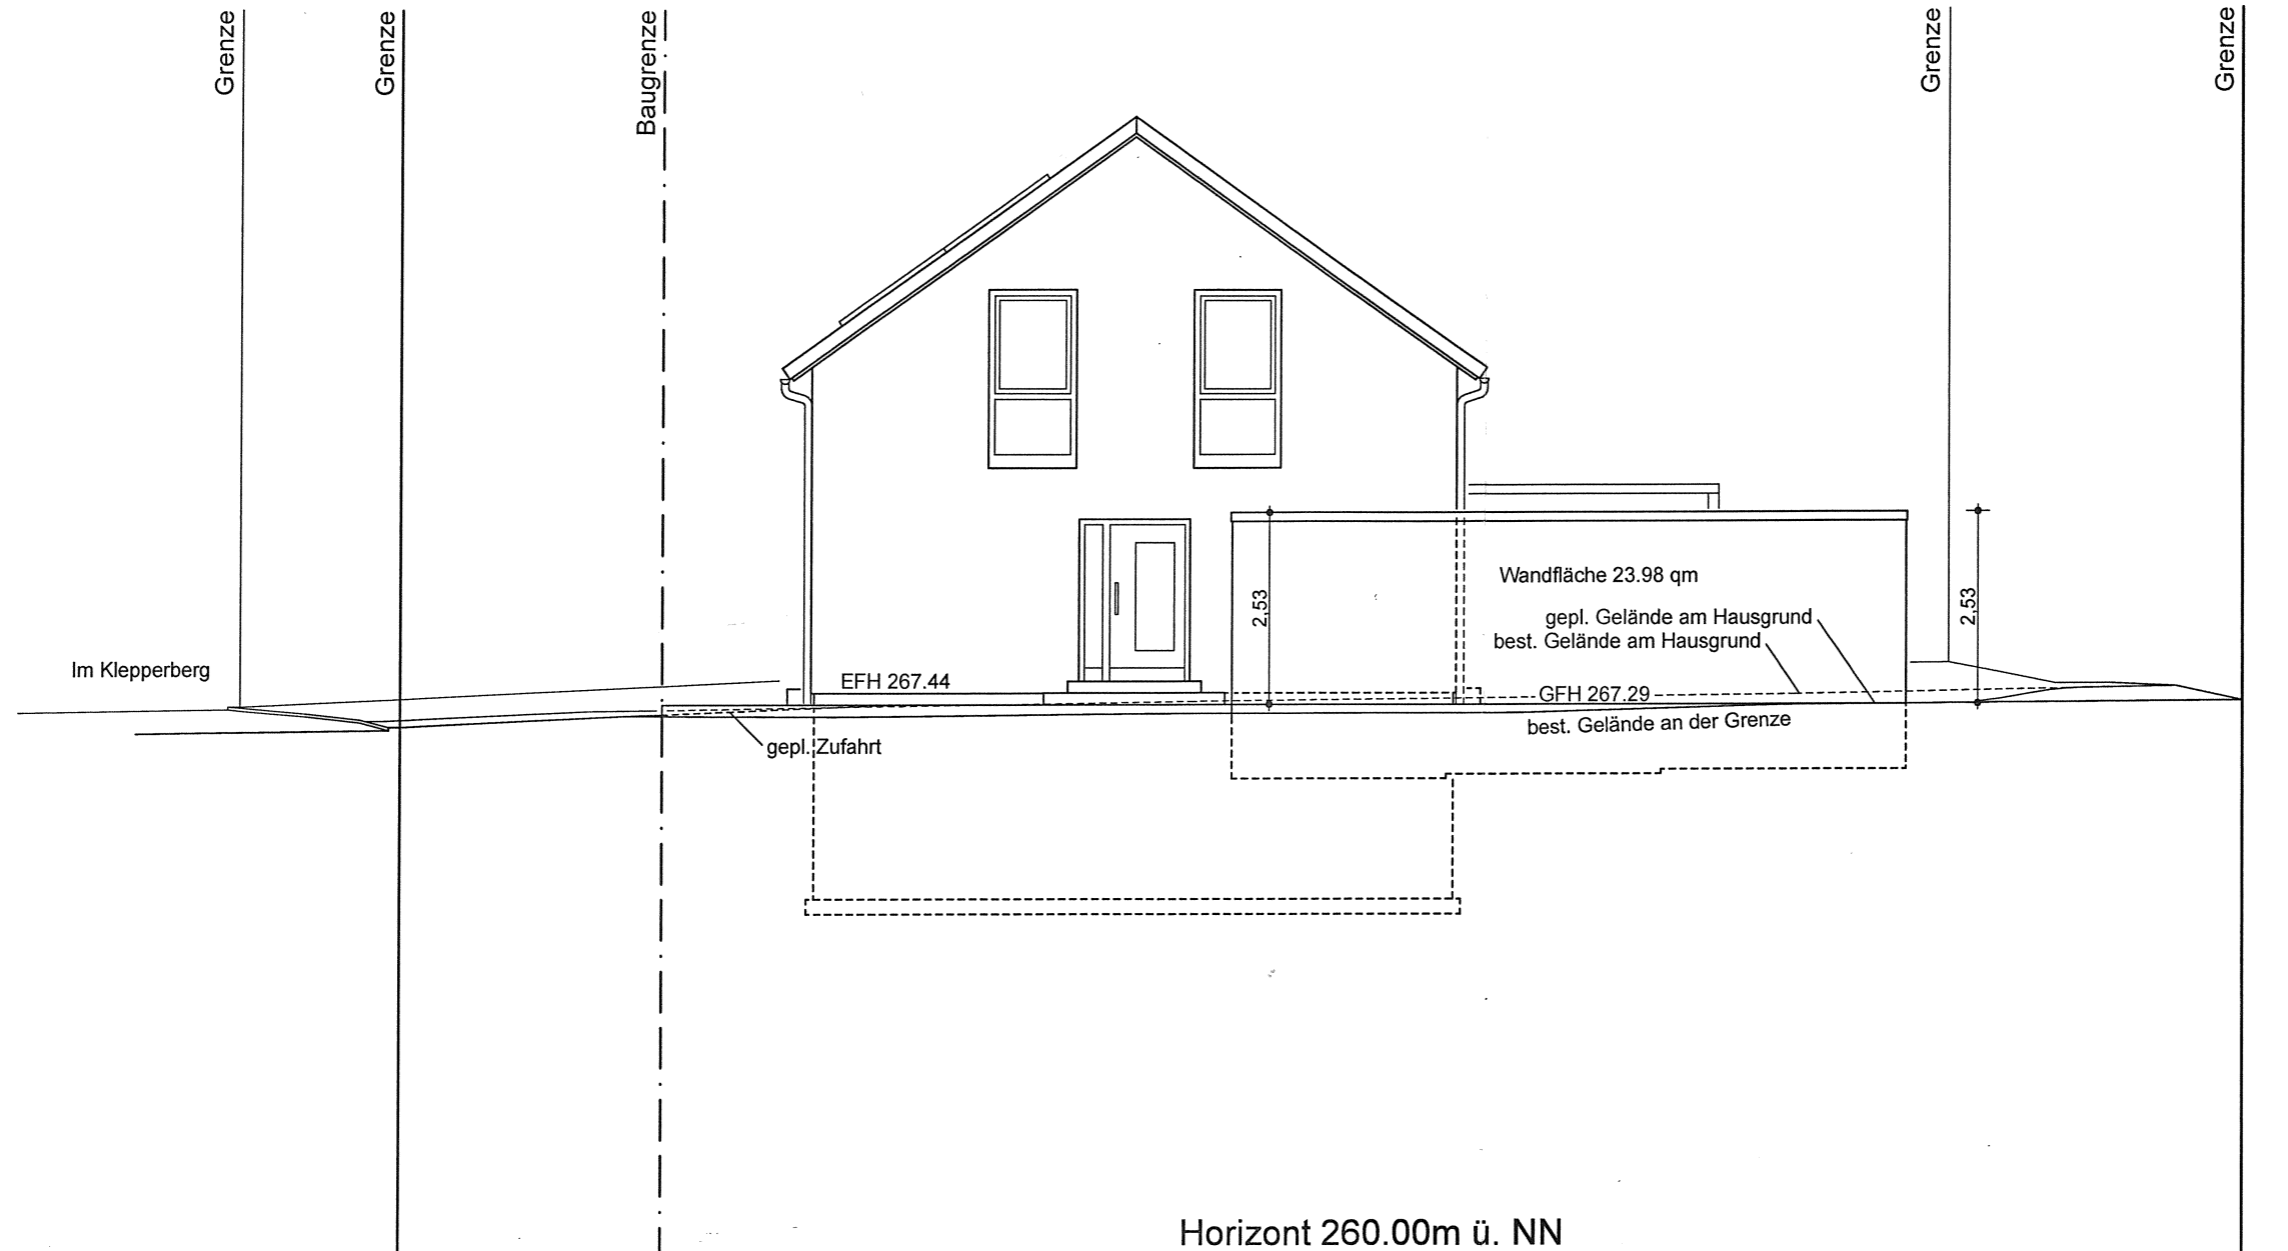 Grenze
Grenze
Baugrenze
Grenze
Grenze
Wandfläche 23.98 qm
2,53
2,53
gepl. Gelände am Hausgrund
best. Gelände am Hausgrund
Im Klepperberg
EFH 267.44
GFH 267.29
best. Gelände an der Grenze
gepl. Zufahrt
Horizont 260.00m ü. NN